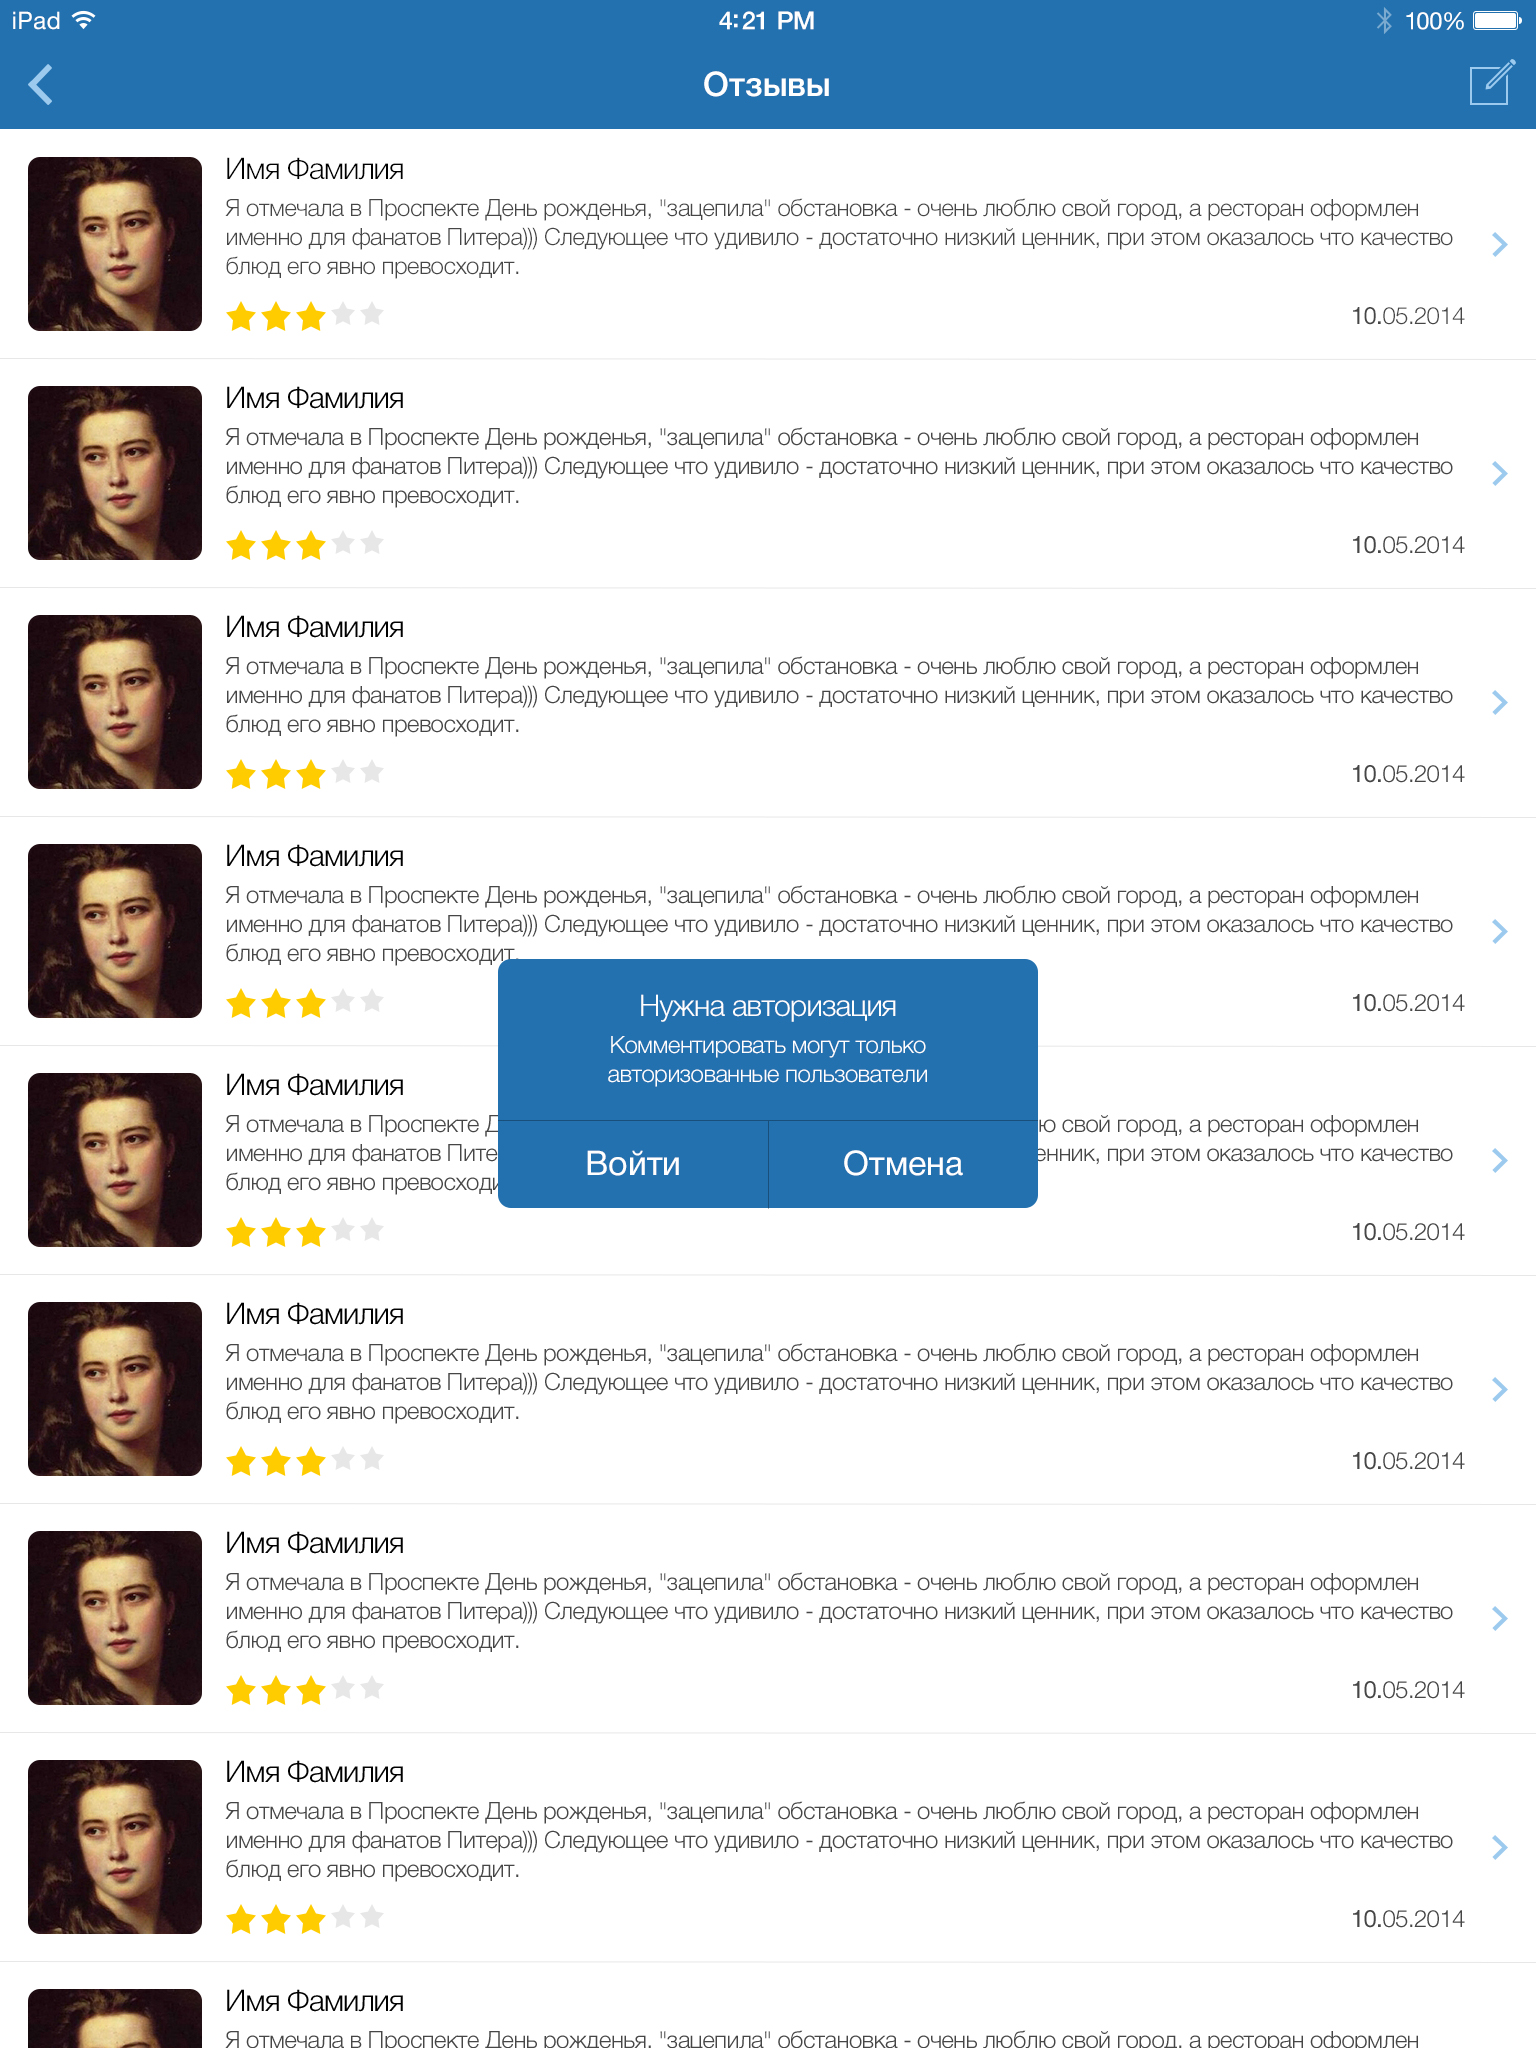 iPad 4:21 PM 100%
Отзывы
Имя Фамилия
Я отмечала в Проспекте День рожденья, "зацепила" обстановка - очень люблю свой город, а ресторан оформлен
именно для фанатов Питера))) Следующее что удивило - достаточно низкий ценник, при этом оказалось что качество
блюд его явно превосходит.
10.05.2014
Имя Фамилия
Я отмечала в Проспекте День рожденья, "зацепила" обстановка - очень люблю свой город, а ресторан оформлен
именно для фанатов Питера))) Следующее что удивило - достаточно низкий ценник, при этом оказалось что качество
блюд его явно превосходит.
10.05.2014
Имя Фамилия
Я отмечала в Проспекте День рожденья, "зацепила" обстановка - очень люблю свой город, а ресторан оформлен
именно для фанатов Питера))) Следующее что удивило - достаточно низкий ценник, при этом оказалось что качество
блюд его явно превосходит.
10.05.2014
Имя Фамилия
Я отмечала в Проспекте День рожденья, "зацепила" обстановка - очень люблю свой город, а ресторан оформлен
именно для фанатов Питера))) Следующее что удивило - достаточно низкий ценник, при этом оказалось что качество
блюд его явно превосходит.
10.05.2014
Нужна авторизация
Комментировать могут только
авторизованные пользователи
Войти Отмена
Имя Фамилия
Я отмечала в Проспекте свой город, а ресторан оформлен
именно для фанатов при этом оказалось что качество
блюд его явно
10.05.2014
Имя Фамилия
Я отмечала в Проспекте День рожденья, "зацепила" обстановка - очень люблю свой город, а ресторан оформлен
именно для фанатов Питера))) Следующее что удивило - достаточно низкий ценник, при этом оказалось что качество
блюд его явно превосходит.
10.05.2014
Имя Фамилия
Я отмечала в Проспекте День рожденья, "зацепила" обстановка - очень люблю свой город, а ресторан оформлен
именно для фанатов Питера))) Следующее что удивило - достаточно низкий ценник, при этом оказалось что качество
блюд его явно превосходит.
10.05.2014
Имя Фамилия
Я отмечала в Проспекте День рожденья, "зацепила" обстановка - очень люблю свой город, а ресторан оформлен
именно для фанатов Питера))) Следующее что удивило - достаточно низкий ценник, при этом оказалось что качество
блюд его явно превосходит.
10.05.2014
Имя Фамилия
Я отмечала в Проспекте День рожденья, "зацепила" обстановка - очень люблю свой город, а ресторан оформлен